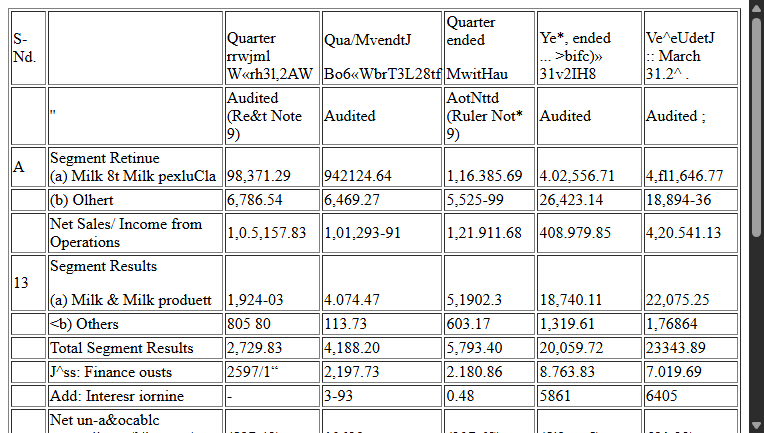 S-Nd. Quarter rrwjml W«rh3l,2AW Qua/MvendtJ Bo6«WbrT3L28tf Quarter ended MwitHau Ye*, ended ... >bifc)» 31v2IH8 Ve^eUdetJ :: March 31.2^ .
" Audited (Re&t Note 9) Audited AotNttd (Ruler Not* 9) Audited Audited ;
A Segment Retinue
(a) Milk 8t Milk pexluCla 98,371.29 942124.64 1,16.385.69 4.02,556.71 4,fl1,646.77
(b) Olhert 6,786.54 6,469.27 5,525-99 26,423.14 18,894-36
Net Sales/ Income from Operations 1,0.5,157.83 1,01,293-91 1,21.911.68 408.979.85 4,20.541.13
13 Segment Results
(a) Milk & Milk produett 1,924-03 4.074.47 5,1902.3 18,740.11 22,075.25
<b) Others 805 80 113.73 603.17 1,319.61 1,76864
Total Segment Results 2,729.83 4,188.20 5,793.40 20,059.72 23343.89
J^ss: Finance ousts 2597/1“ 2,197.73 2.180.86 8.763.83 7.019.69
Add: Interesr iornine - 3-93 0.48 5861 6405
Net un-a&ocablc